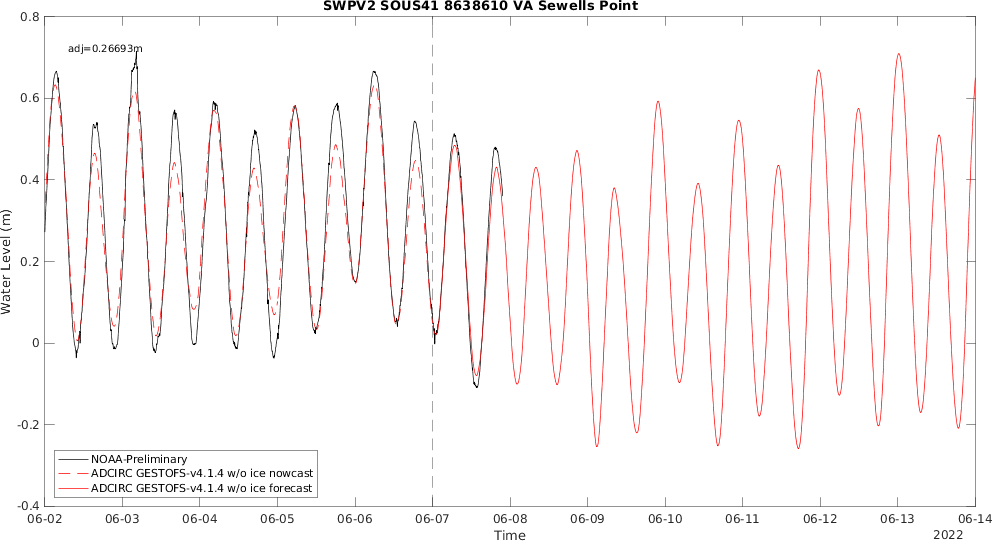 SWPV2 SOUS41 8638610 VA Sewells Point
adj=0.26693m
0.8
0.6
0.4
0.2
0
-0.2
-0.4
Water Level (m)
NOAA-Preliminary
ADCIRC GESTOFS-v4.1.4 w/o ice nowcast
ADCIRC GESTOFS-v4.1.4 w/o ice forecast
06-02 06-03 06-04 06-05 06-06 06-07 06-08 06-09 06-10 06-11 06-12 06-13 06-14
Time
2022